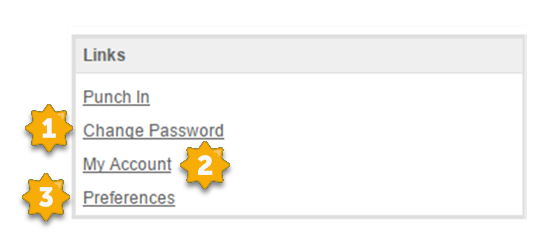 Links
Punch In
1 Change Password
My Account 2
3 Preferences